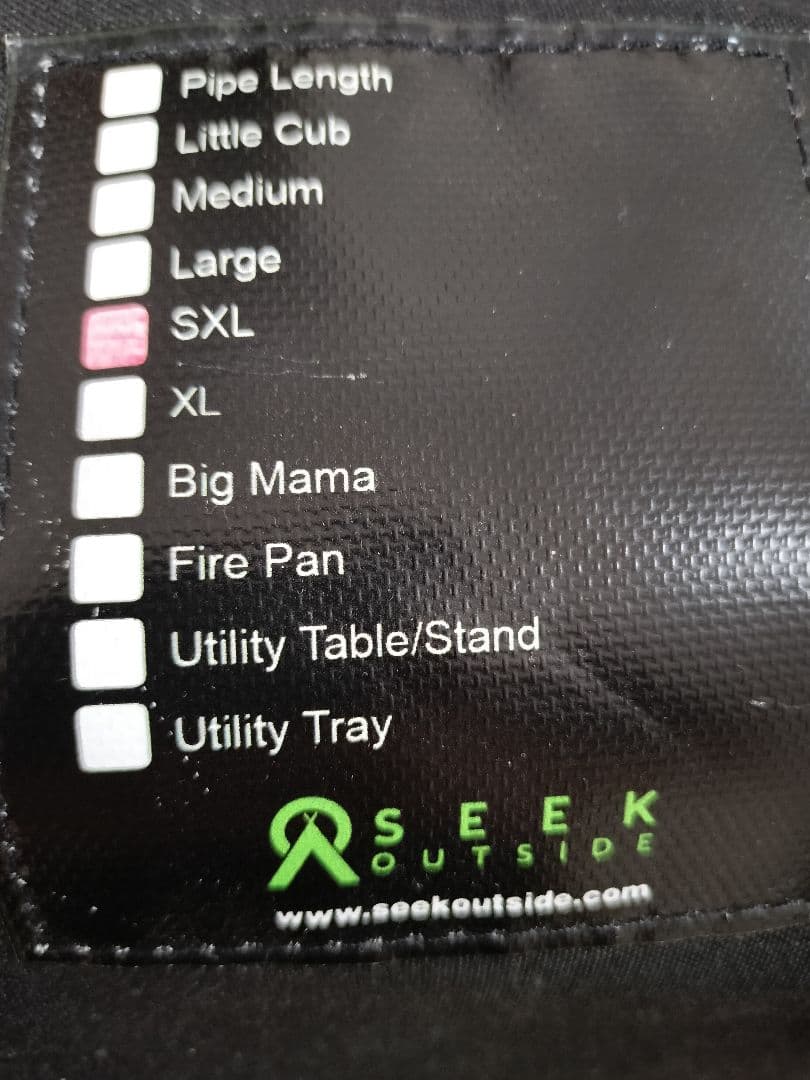 Pipe Length
Little Cub
Medium
Large
SXL
XL
Big Mama
Fire Pan
Utility Table/Stand
Utility Tray
SEEK
OUTSIDE
www.seekoutside.com